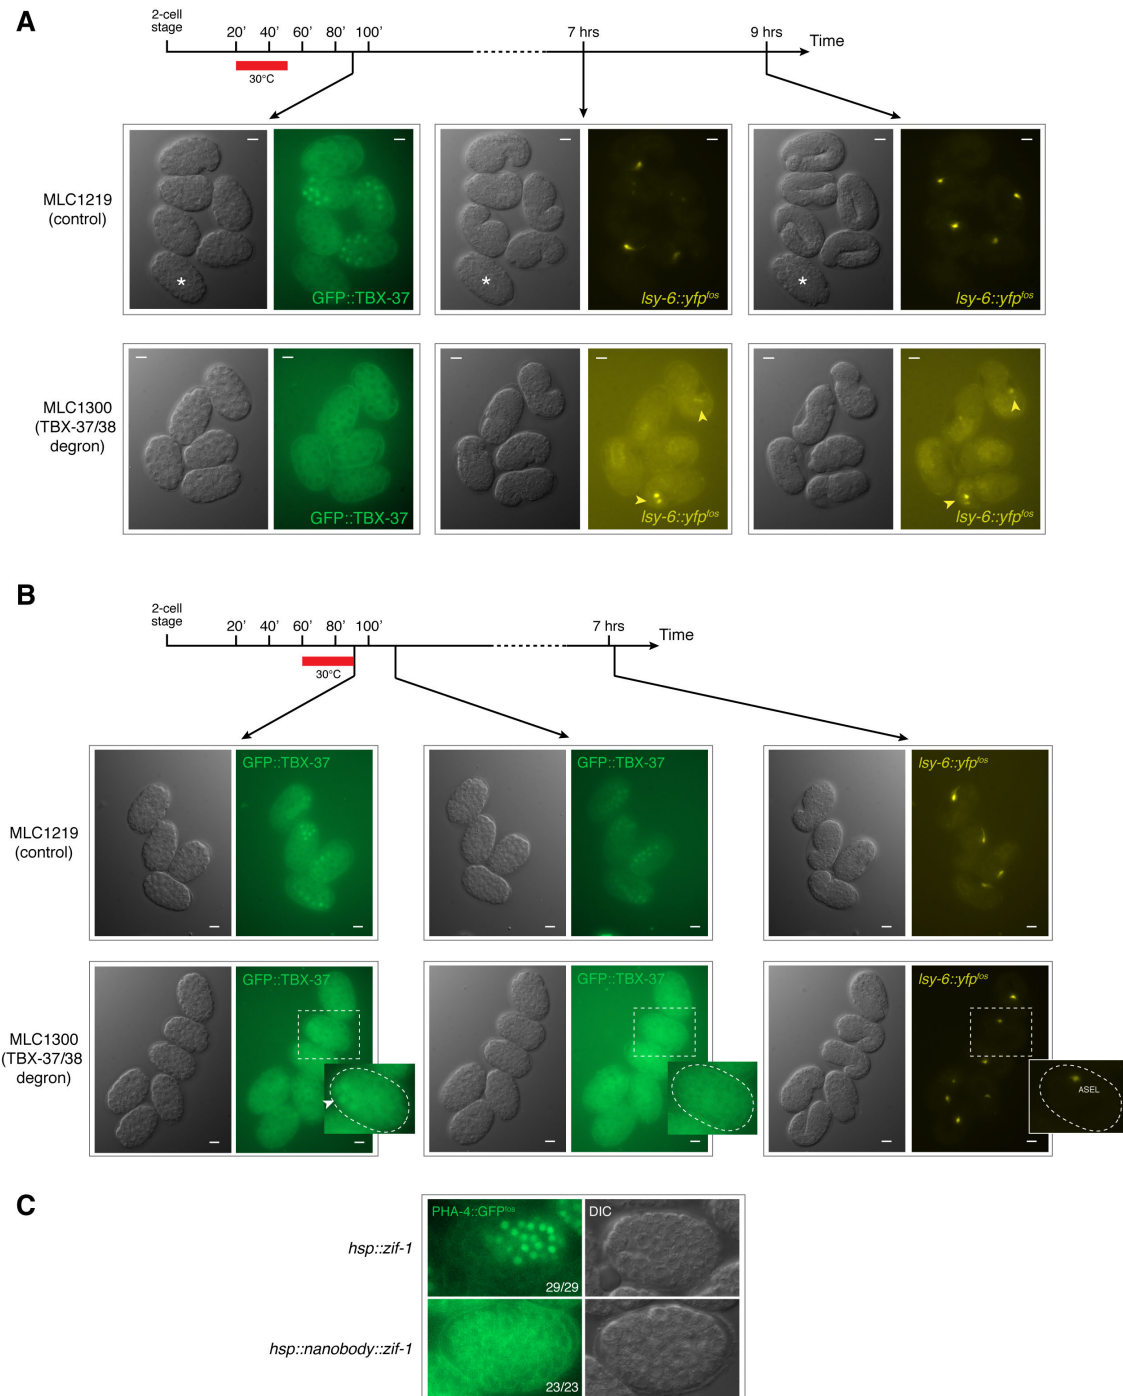 A
2-cell
stage
20' 40' 60' 80' 100'
7 hrs
9 hrs
Time
30°C
MLC1219
(control)
*
GFP::TBX-37
*
lsy-6::yfp^fos
*
lsy-6::yfp^fos
MLC1300
(TBX-37/38
degron)
GFP::TBX-37
lsy-6::yfp^fos
lsy-6::yfp^fos
B
2-cell
stage
20' 40' 60' 80' 100'
7 hrs
Time
30°C
MLC1219
(control)
GFP::TBX-37
GFP::TBX-37
lsy-6::yfp^fos
MLC1300
(TBX-37/38
degron)
GFP::TBX-37
GFP::TBX-37
lsy-6::yfp^fos
ASEL
C
hsp::zif-1
PHA-4::GFP^fos
29/29
DIC
hsp::nanobody::zif-1
23/23